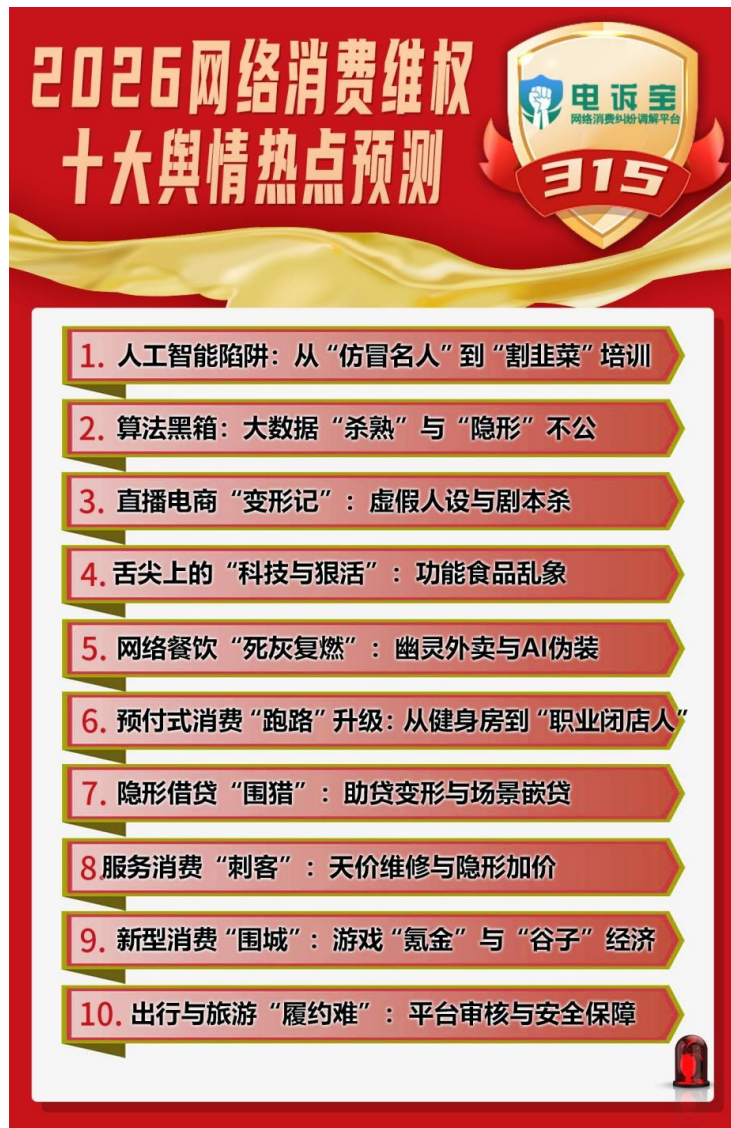 2026网络消费维权
十大舆情热点预测
电诉宝
网络消费纠纷调解平台
315
1. 人工智能陷阱：从“仿冒名人”到“割韭菜”培训
2. 算法黑箱：大数据“杀熟”与“隐形”不公
3. 直播电商“变形记”：虚假人设与剧本杀
4. 舌尖上的“科技与狠活”：功能食品乱象
5. 网络餐饮“死灰复燃”：幽灵外卖与AI伪装
6. 预付式消费“跑路”升级：从健身房到“职业闭店人”
7. 隐形借贷“围猎”：助贷变形与场景嵌贷
8.服务消费“刺客”：天价维修与隐形加价
9. 新型消费“围城”：游戏“氪金”与“谷子”经济
10. 出行与旅游“履约难”：平台审核与安全保障